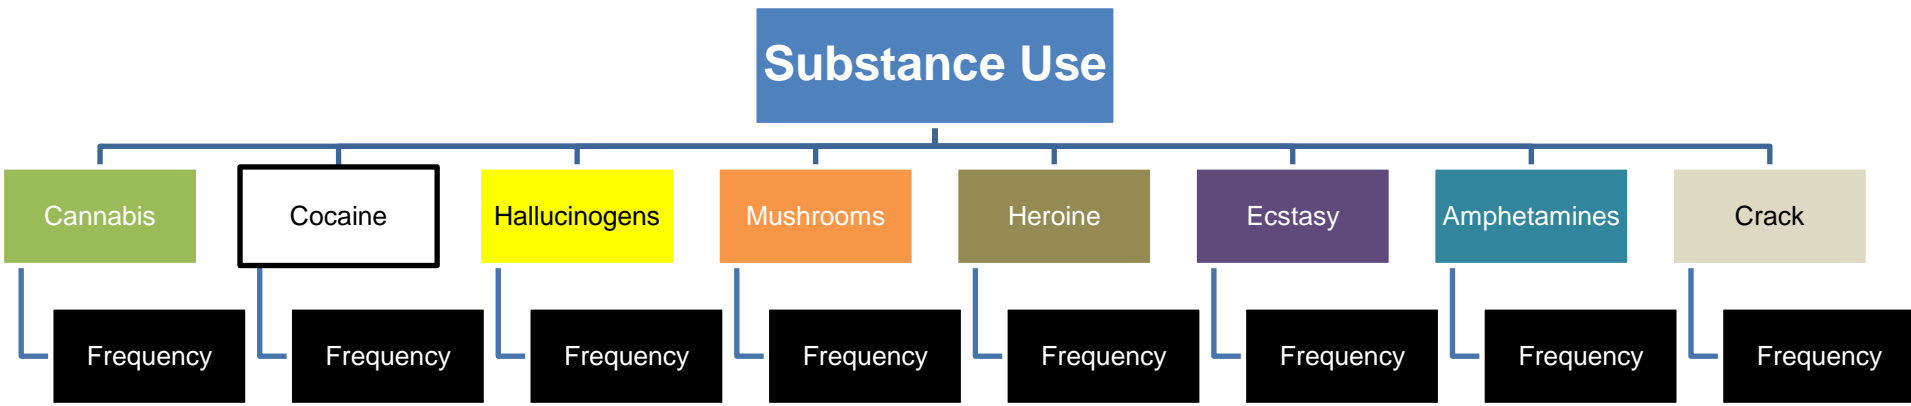 Substance Use
Cannabis
Cocaine
Hallucinogens
Mushrooms
Heroine
Ecstasy
Amphetamines
Crack
Frequency
Frequency
Frequency
Frequency
Frequency
Frequency
Frequency
Frequency